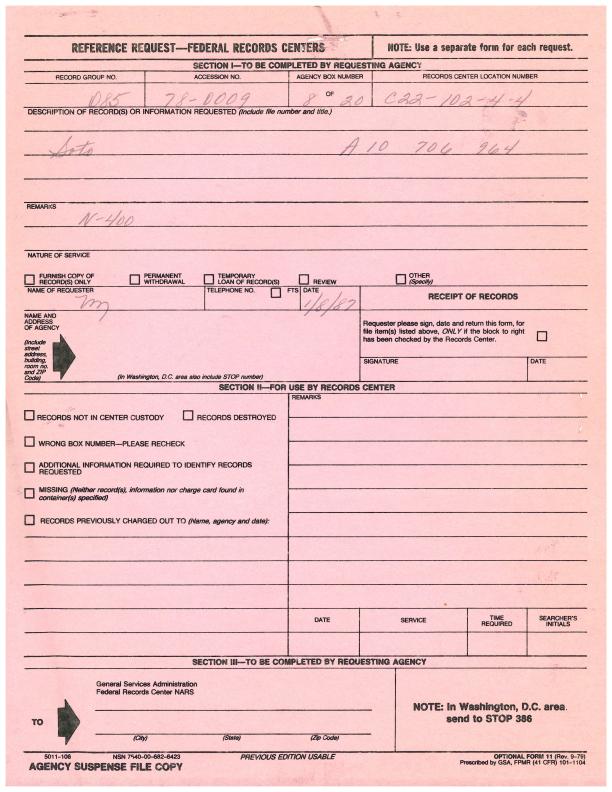 REFERENCE REQUEST—FEDERAL RECORDS CENTERS
NOTE: Use a separate form for each request.
SECTION I—TO BE COMPLETED BY REQUESTING AGENCY
RECORD GROUP NO. ACCESSION NO. AGENCY BOX NUMBER RECORDS CENTER LOCATION NUMBER
085 78-0009 8 OF 20 C22-102-4-4
DESCRIPTION OF RECORD(S) OR INFORMATION REQUESTED (Include file number and title.)
Soto A 10 706 964
REMARKS
N-400
NATURE OF SERVICE
FURNISH COPY OF RECORD(S) ONLY
PERMANENT WITHDRAWAL
TEMPORARY LOAN OF RECORD(S)
REVIEW
OTHER (Specify)
NAME OF REQUESTER TELEPHONE NO. FTS DATE
1/8/87
RECEIPT OF RECORDS
NAME AND
ADDRESS
OF AGENCY
(Include
street
address,
building,
room no.
and ZIP
Code)
(In Washington, D.C. area also include STOP number)
Requester please sign, date and return this form, for
file item(s) listed above, ONLY if the block to right
has been checked by the Records Center.
SIGNATURE DATE
SECTION II—FOR USE BY RECORDS CENTER
REMARKS
RECORDS NOT IN CENTER CUSTODY RECORDS DESTROYED
WRONG BOX NUMBER—PLEASE RECHECK
ADDITIONAL INFORMATION REQUIRED TO IDENTIFY RECORDS
REQUESTED
MISSING (Neither record(s), information nor charge card found in
container(s) specified)
RECORDS PREVIOUSLY CHARGED OUT TO (Name, agency and date):
DATE SERVICE TIME REQUIRED SEARCHER'S INITIALS
SECTION III—TO BE COMPLETED BY REQUESTING AGENCY
General Services Administration
Federal Records Center NARS
TO
(City) (State) (Zip Code)
NOTE: In Washington, D.C. area.
send to STOP 386
5011-106 NSN 7540-00-682-6423 PREVIOUS EDITION USABLE OPTIONAL FORM 11 (Rev. 9-79)
Prescribed by GSA, FPMR (41 CFR) 101-1104
AGENCY SUSPENSE FILE COPY